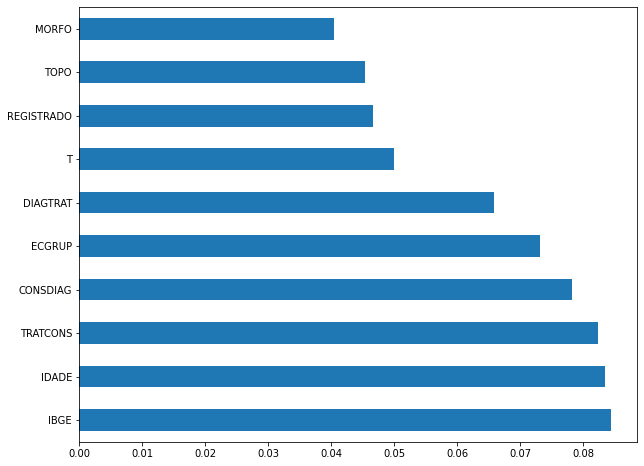 MORFO
TOPO
REGISTRADO
T
DIAGTRAT
ECGRUP
CONSDIAG
TRATCONS
IDADE
IBGE
0.00 0.01 0.02 0.03 0.04 0.05 0.06 0.07 0.08